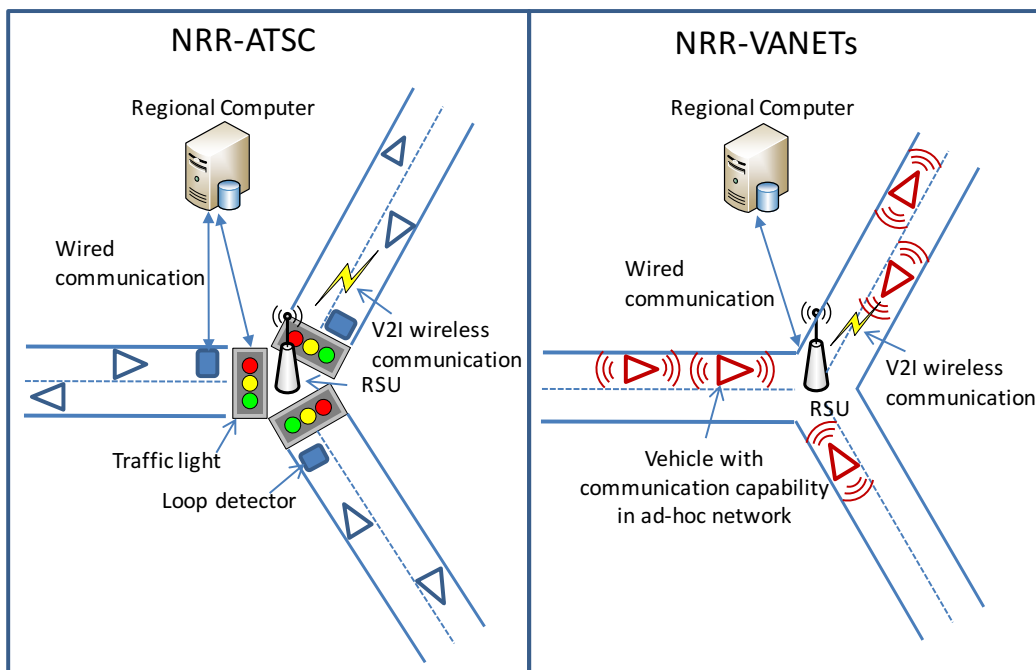 NRR-ATSC
Regional Computer
Wired
communication
V2I wireless
communication
RSU
Traffic light
Loop detector
NRR-VANETs
Regional Computer
Wired
communication
V2I wireless
communication
RSU
Vehicle with
communication capability
in ad-hoc network